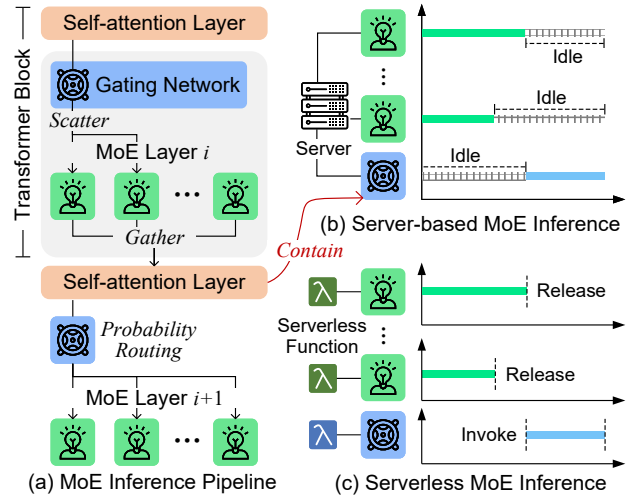 Transformer Block
Self-attention Layer
Gating Network
Scatter
MoE Layer i
Gather
Self-attention Layer
Probability
Routing
MoE Layer i+1
(a) MoE Inference Pipeline
Contain
Server
Idle
Idle
Idle
(b) Server-based MoE Inference
λ
Serverless
Function
λ
λ
Release
Release
Invoke
(c) Serverless MoE Inference